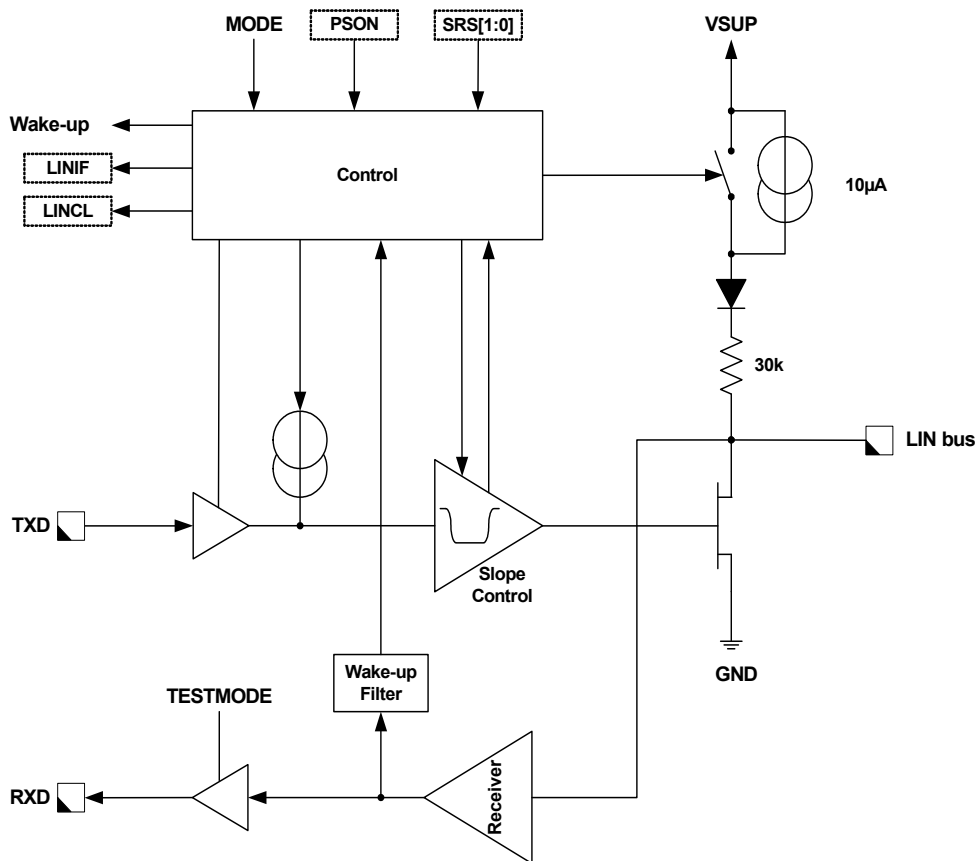 MODE
PSON
SRS[1:0]
VSUP
Wake-up
LINIF
LINCL
Control
10µA
30k
LIN bus
TXD
Slope
Control
GND
Wake-up
Filter
TESTMODE
RXD
Receiver